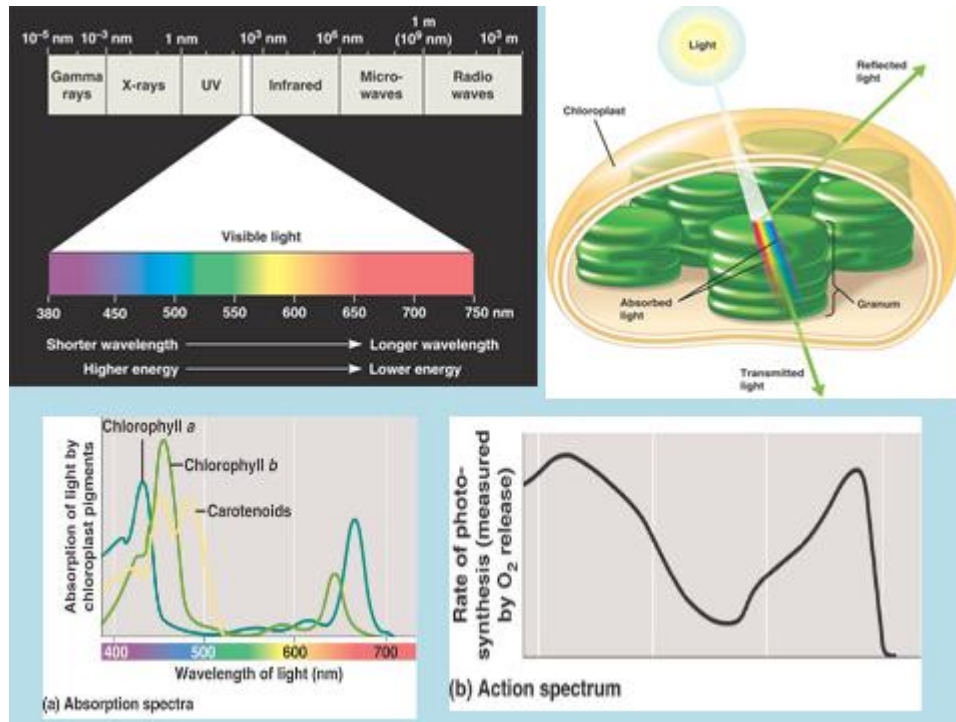 1 m
10⁻⁵ nm 10⁻³ nm 1 nm 10³ nm 10⁶ nm (10⁹ nm) 10³ m
Gamma rays
X-rays
UV
Infrared
Micro-
waves
Radio
waves
Visible light
380 450 500 550 600 650 700 750 nm
Shorter wavelength Longer wavelength
Higher energy Lower energy
Light
Reflected
light
Chloroplast
Absorbed
light
Granum
Transmitted
light
Absorption of light by
chloroplast pigments
Chlorophyll a
Chlorophyll b
Carotenoids
400 500 600 700
Wavelength of light (nm)
(a) Absorption spectra
Rate of photo-
synthesis (measured
by O₂ release)
(b) Action spectrum